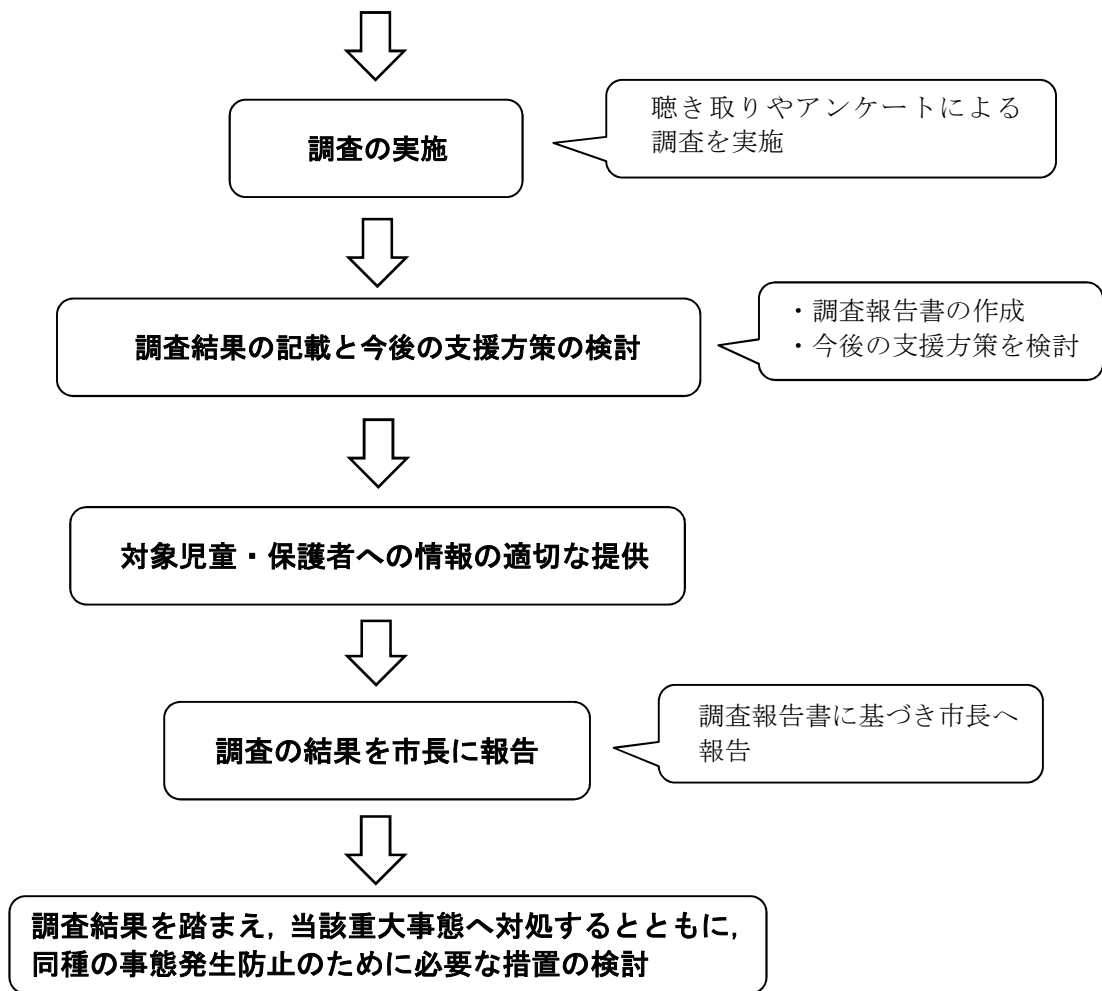 調査の実施
聴き取りやアンケートによる
調査を実施
調査結果の記載と今後の支援方策の検討
・調査報告書の作成
・今後の支援方策を検討
対象児童・保護者への情報の適切な提供
調査の結果を市長に報告
調査報告書に基づき市長へ
報告
調査結果を踏まえ，当該重大事態へ対処するとともに，
同種の事態発生防止のために必要な措置の検討